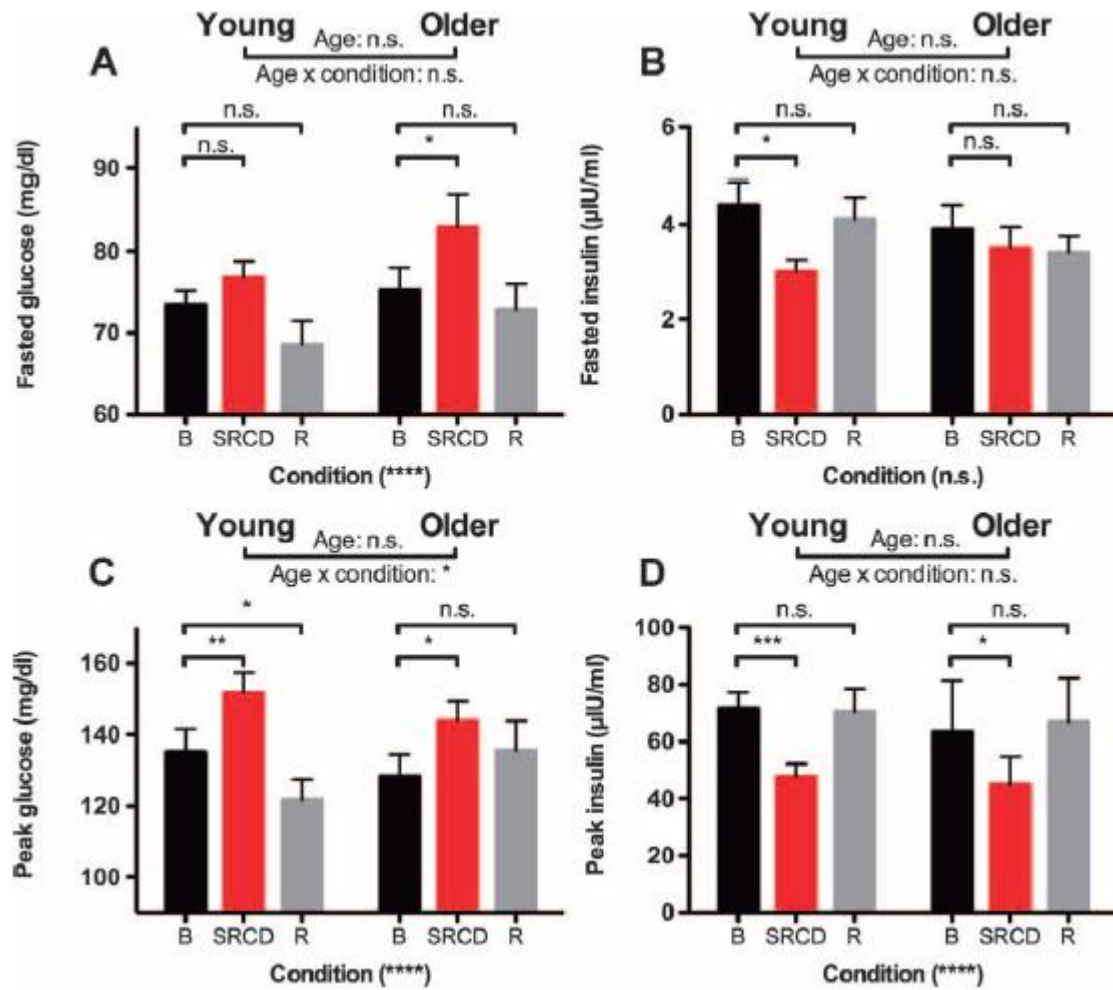 A
Young Older
Age: n.s.
Age x condition: n.s.
n.s. n.s.
n.s. *
Fasted glucose (mg/dl)
90
80
70
60
B SRCD R B SRCD R
Condition (****)
B
Young Older
Age: n.s.
Age x condition: n.s.
n.s. n.s.
* n.s.
Fasted insulin (µIU/ml)
6
4
2
0
B SRCD R B SRCD R
Condition (n.s.)
C
Young Older
Age: n.s.
Age x condition: *
* n.s.
** *
Peak glucose (mg/dl)
160
140
120
100
B SRCD R B SRCD R
Condition (****)
D
Young Older
Age: n.s.
Age x condition: n.s.
n.s. n.s.
*** *
Peak insulin (µIU/ml)
100
80
60
40
20
0
B SRCD R B SRCD R
Condition (****)